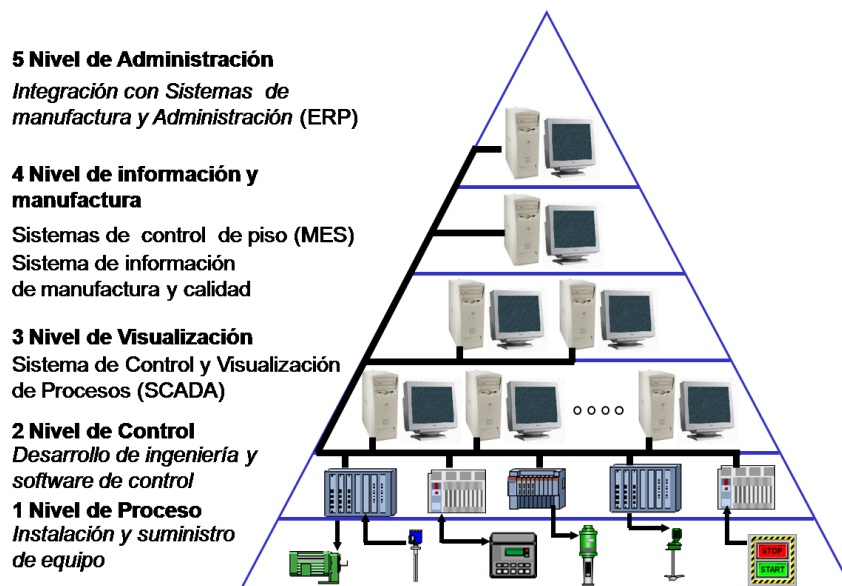 5 Nivel de Administración
Integración con Sistemas de
manufactura y Administración (ERP)
4 Nivel de información y
manufactura
Sistemas de control de piso (MES)
Sistema de información
de manufactura y calidad
3 Nivel de Visualización
Sistema de Control y Visualización
de Procesos (SCADA)
2 Nivel de Control
Desarrollo de ingeniería y
software de control
1 Nivel de Proceso
Instalación y suministro
de equipo
STOP
START